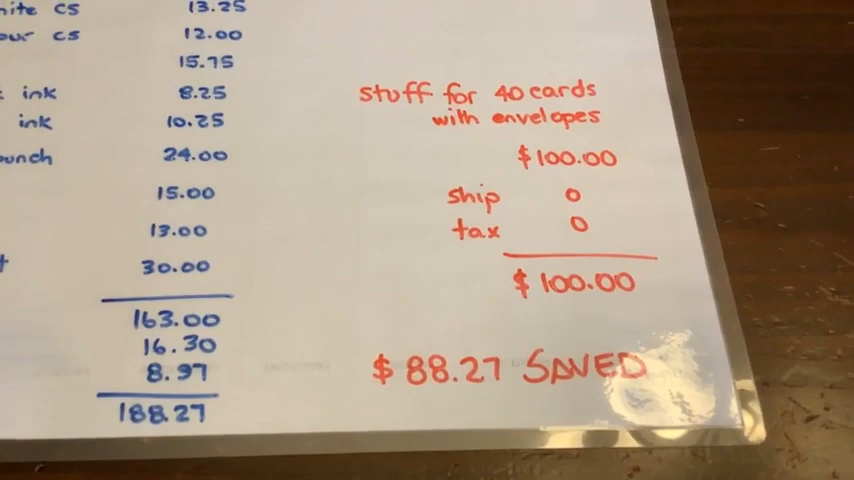 ite cs 13.25
our cs 12.00
15.75
ink 8.25
ink 10.25
unch 24.00
15.00
13.00
t 30.00
163.00
16.30
8.97
188.27
stuff for 40 cards
with envelopes
$100.00
ship 0
tax 0
$100.00
$88.27 SAVED